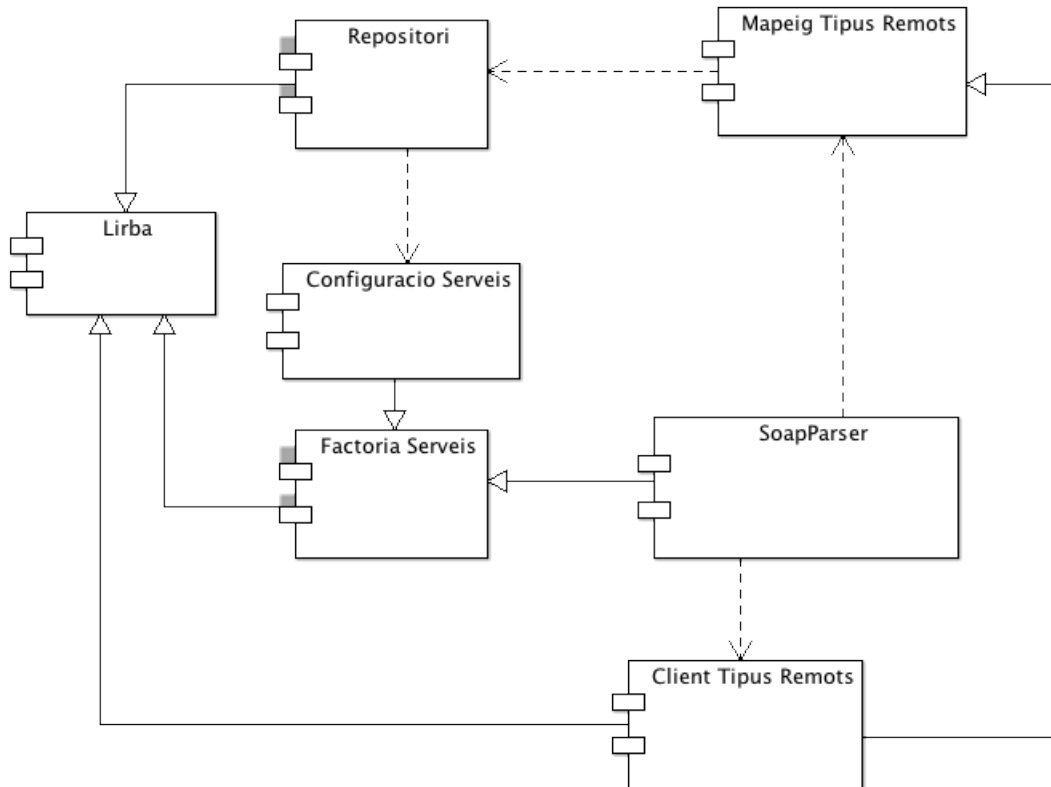 Repositori
Mapeig Tipus Remots
Lirba
Configuracio Serveis
Factoria Serveis
SoapParser
Client Tipus Remots